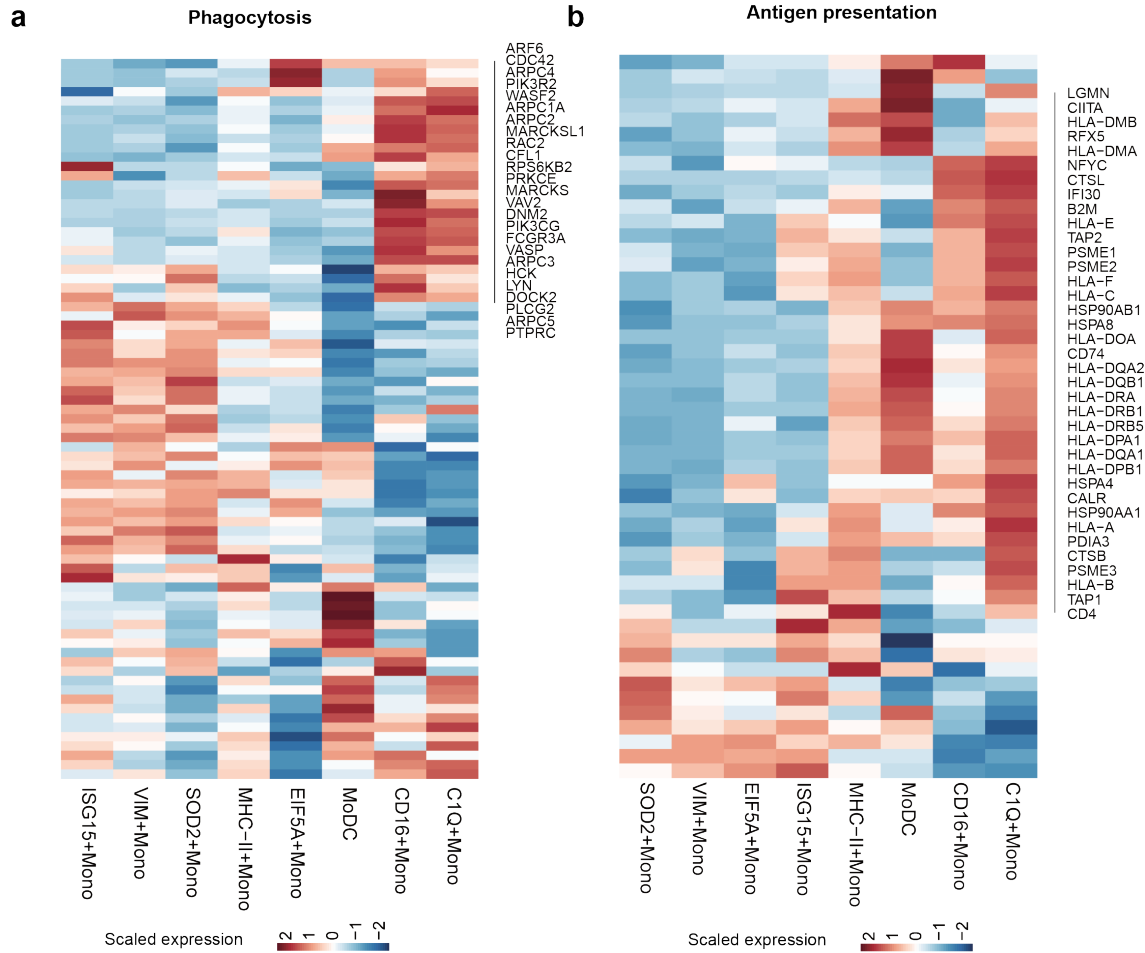 a
Phagocytosis
ARF6
CDC42
ARPC4
PIK3R2
WASF2
ARPC1A
ARPC2
MARCKSL1
RAC2
CFL1
RPS6KB2
PRKCE
MARCKS
VAV2
DNM2
PIK3CG
FCGR3A
VASP
ARPC3
HCK
LYN
DOCK2
PLCG2
ARPC5
PTPRC
ISG15+Mono
VIM+Mono
SOD2+Mono
MHC−II+Mono
EIF5A+Mono
MoDC
CD16+Mono
C1Q+Mono
Scaled expression
2
1
0
−1
−2
b
Antigen presentation
LGMN
CIITA
HLA−DMB
RFX5
HLA−DMA
NFYC
CTSL
IFI30
B2M
HLA−E
TAP2
PSME1
PSME2
HLA−F
HLA−C
HSP90AB1
HSPA8
HLA−DOA
CD74
HLA−DQA2
HLA−DQB1
HLA−DRA
HLA−DRB1
HLA−DRB5
HLA−DPA1
HLA−DQA1
HLA−DPB1
HSPA4
CALR
HSP90AA1
HLA−A
PDIA3
CTSB
PSME3
HLA−B
TAP1
CD4
SOD2+Mono
VIM+Mono
EIF5A+Mono
ISG15+Mono
MHC−II+Mono
MoDC
CD16+Mono
C1Q+Mono
Scaled expression
2
1
0
−1
−2